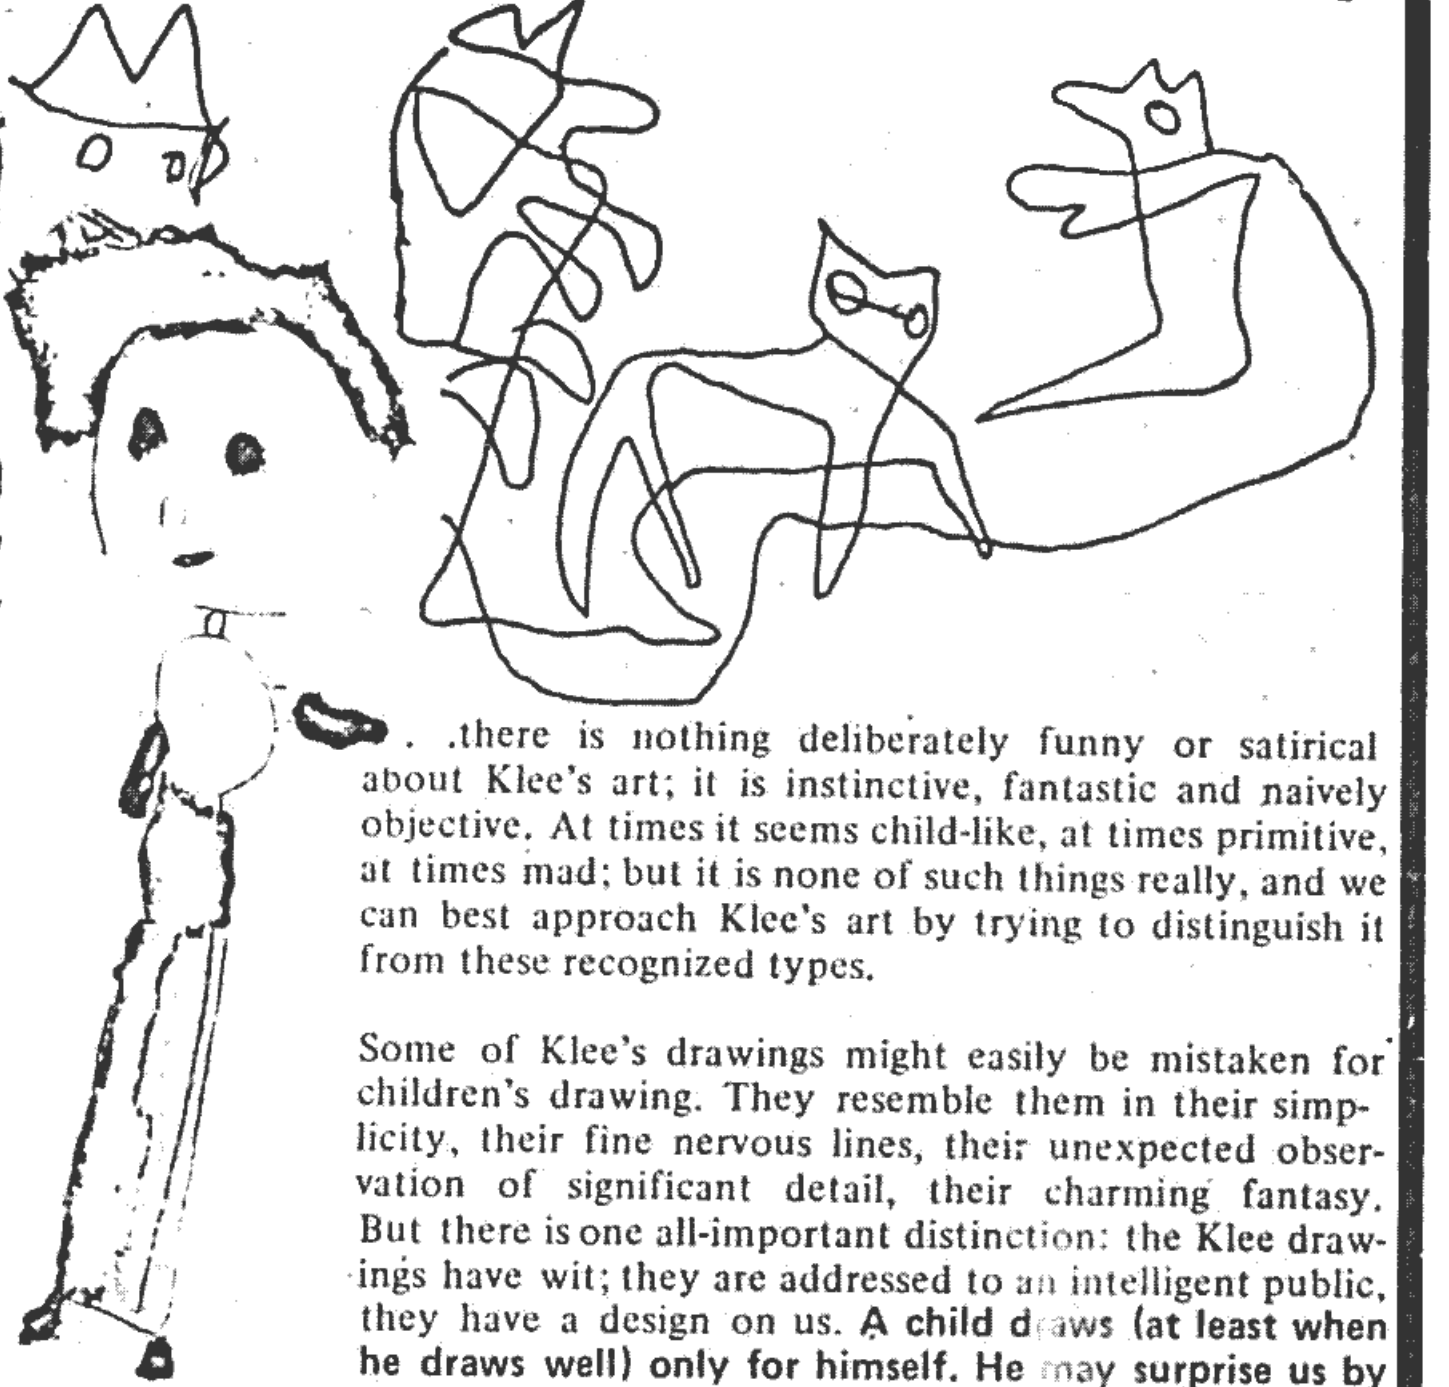 . .there is nothing deliberately funny or satirical
about Klee's art; it is instinctive, fantastic and naively
objective. At times it seems child-like, at times primitive,
at times mad; but it is none of such things really, and we
can best approach Klee's art by trying to distinguish it
from these recognized types.
Some of Klee's drawings might easily be mistaken for
children's drawing. They resemble them in their simp-
licity, their fine nervous lines, their unexpected obser-
vation of significant detail, their charming fantasy.
But there is one all-important distinction: the Klee draw-
ings have wit; they are addressed to an intelligent public,
they have a design on us. A child draws (at least when
he draws well) only for himself. He may surprise us by